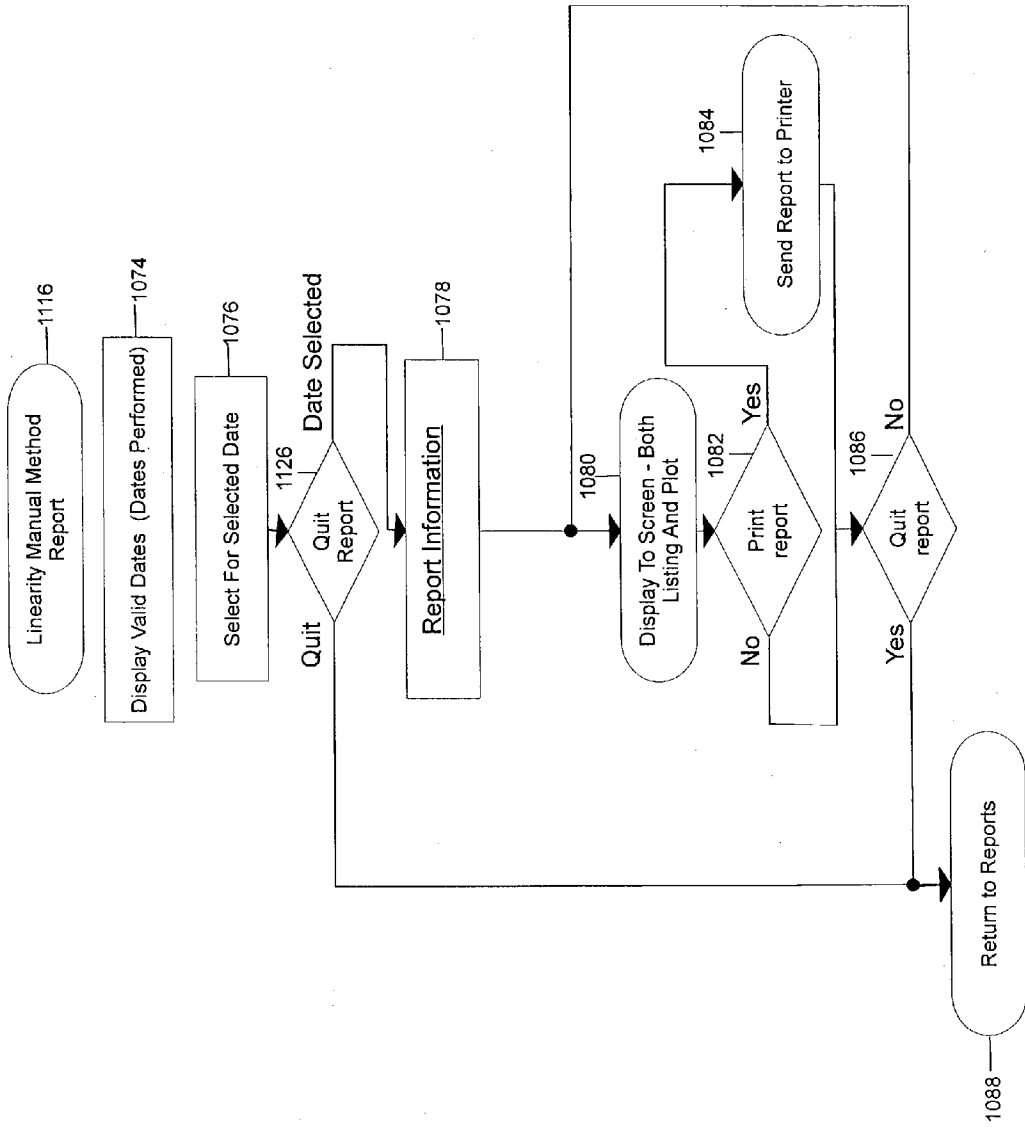 Linearity Manual Method
Report
1116
Display Valid Dates (Dates Performed)
1074
Select For Selected Date
1076
1126
Quit
Report
Quit
Date Selected
Report Information
1078
1080
Display To Screen - Both
Listing And Plot
1082
Print
report
No
Yes
1084
Send Report to Printer
1086
Quit
report
Yes
No
Return to Reports
1088